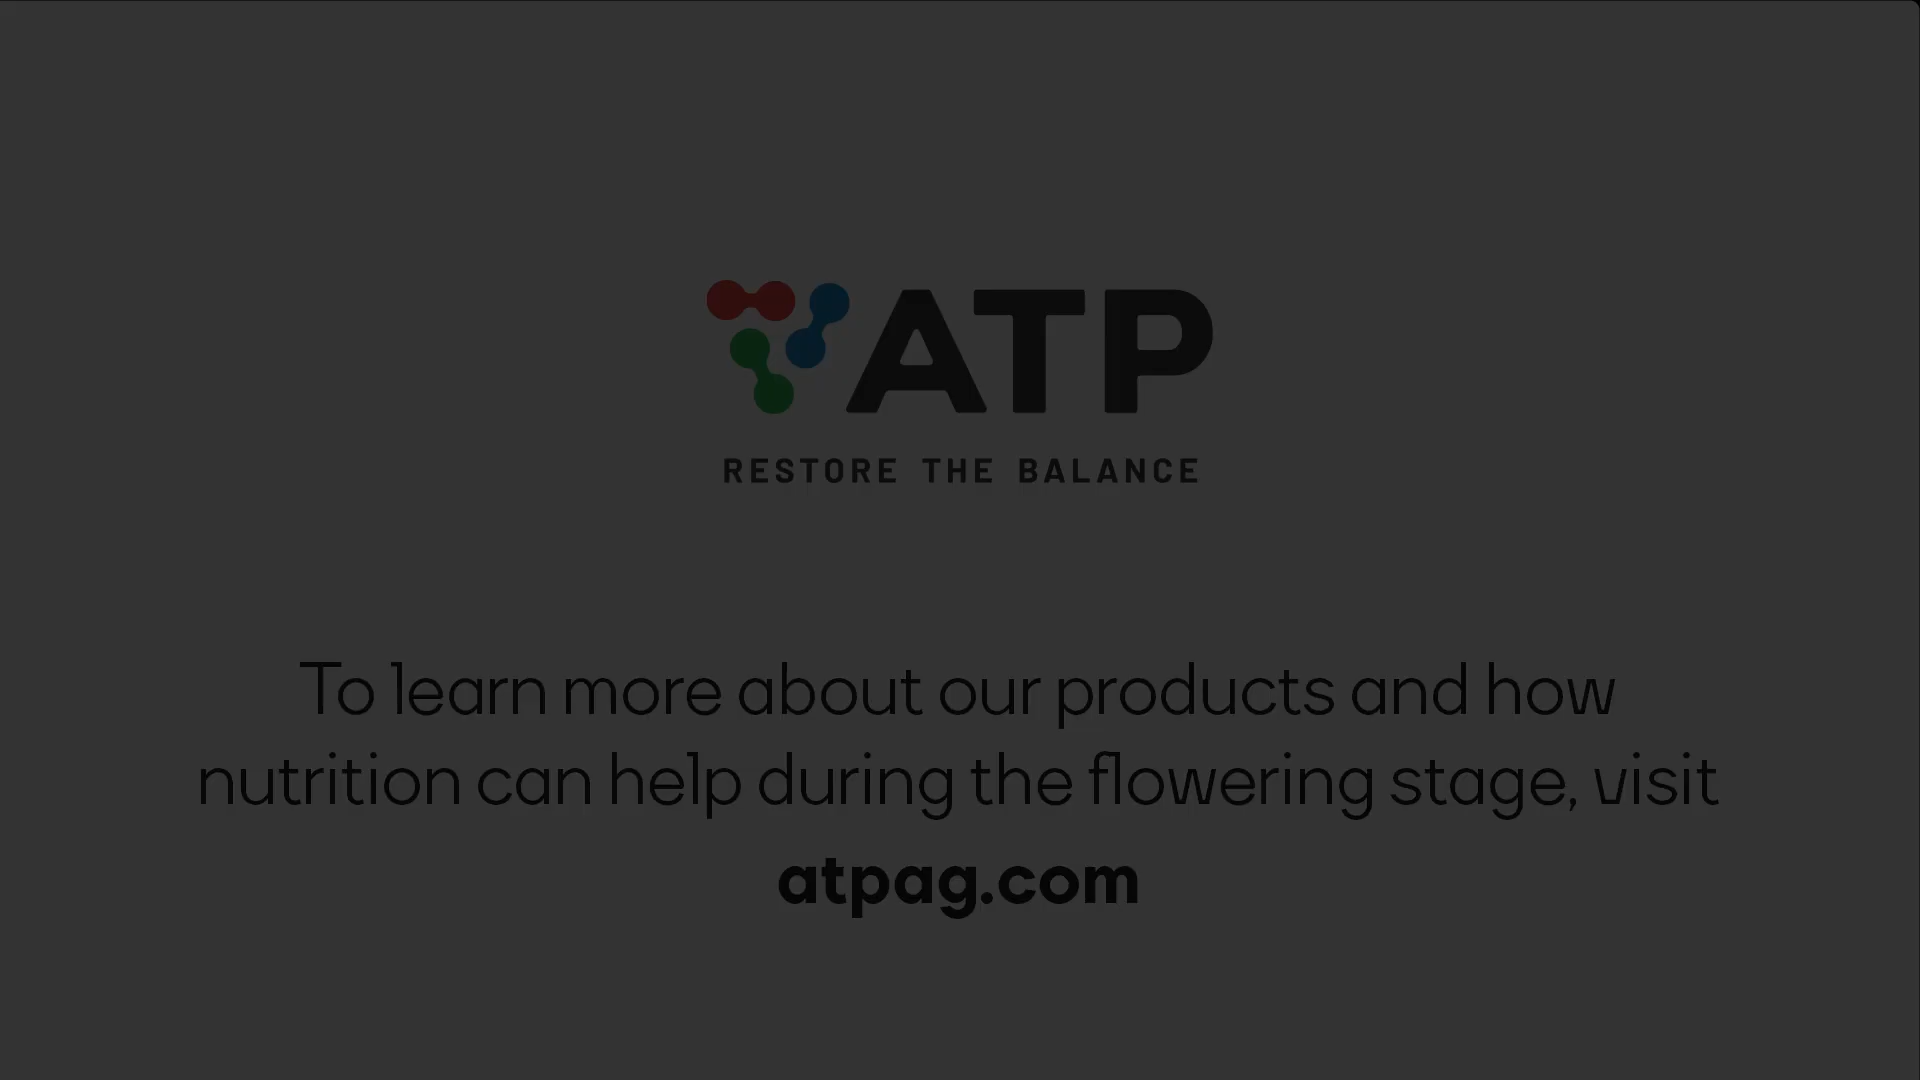 ATP
RESTORE THE BALANCE
To learn more about our products and how
nutrition can help during the flowering stage, visit
atpag.com